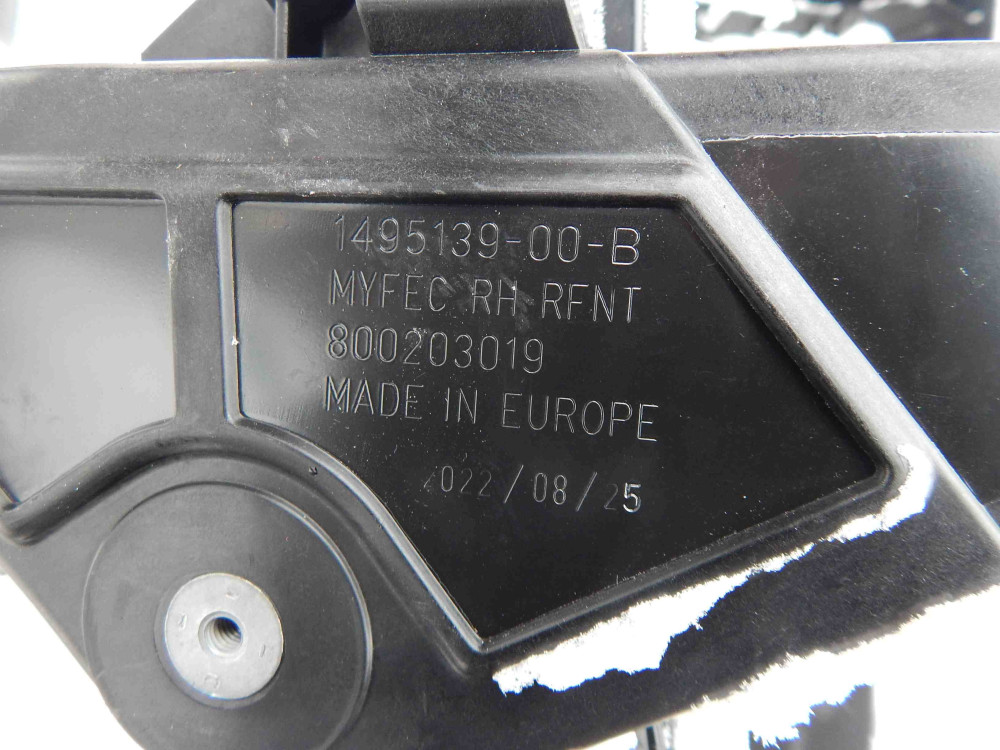 1495139-00-B
MYFEC RH RFNT
800203019
MADE IN EUROPE
2022/08/25